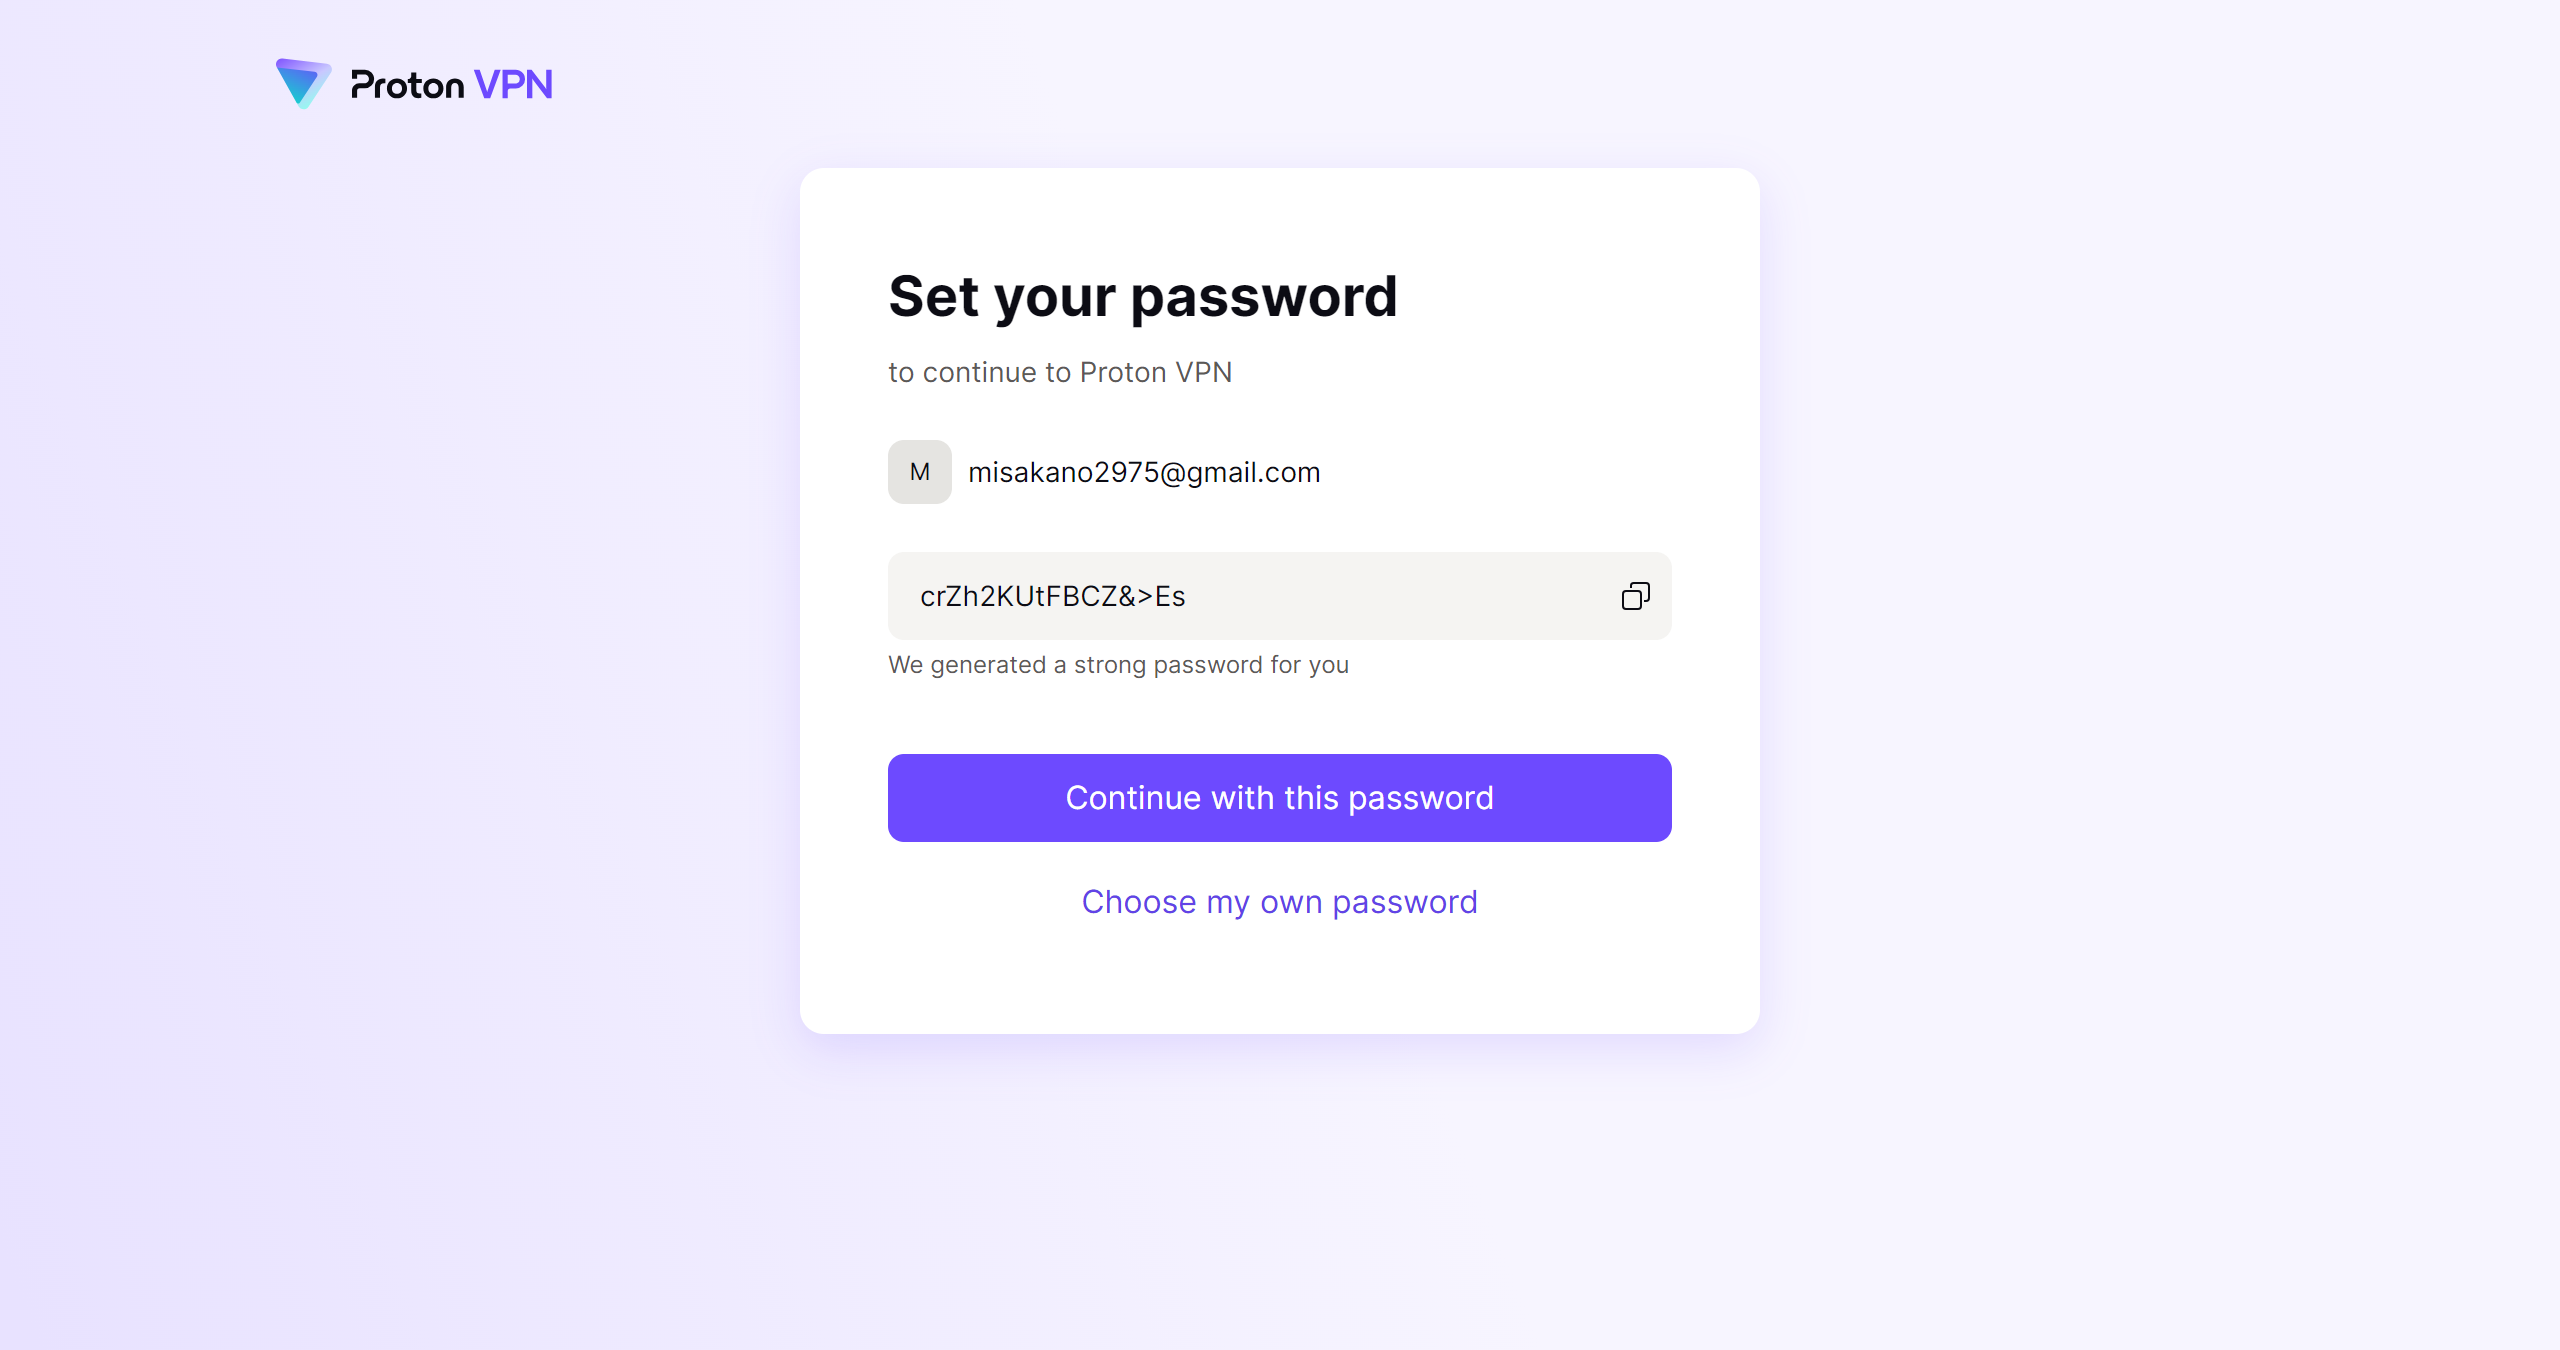 Proton VPN
Set your password
to continue to Proton VPN
M
misakano2975@gmail.com
crZh2KUtFBCZ&>Es
We generated a strong password for you
Continue with this password
Choose my own password